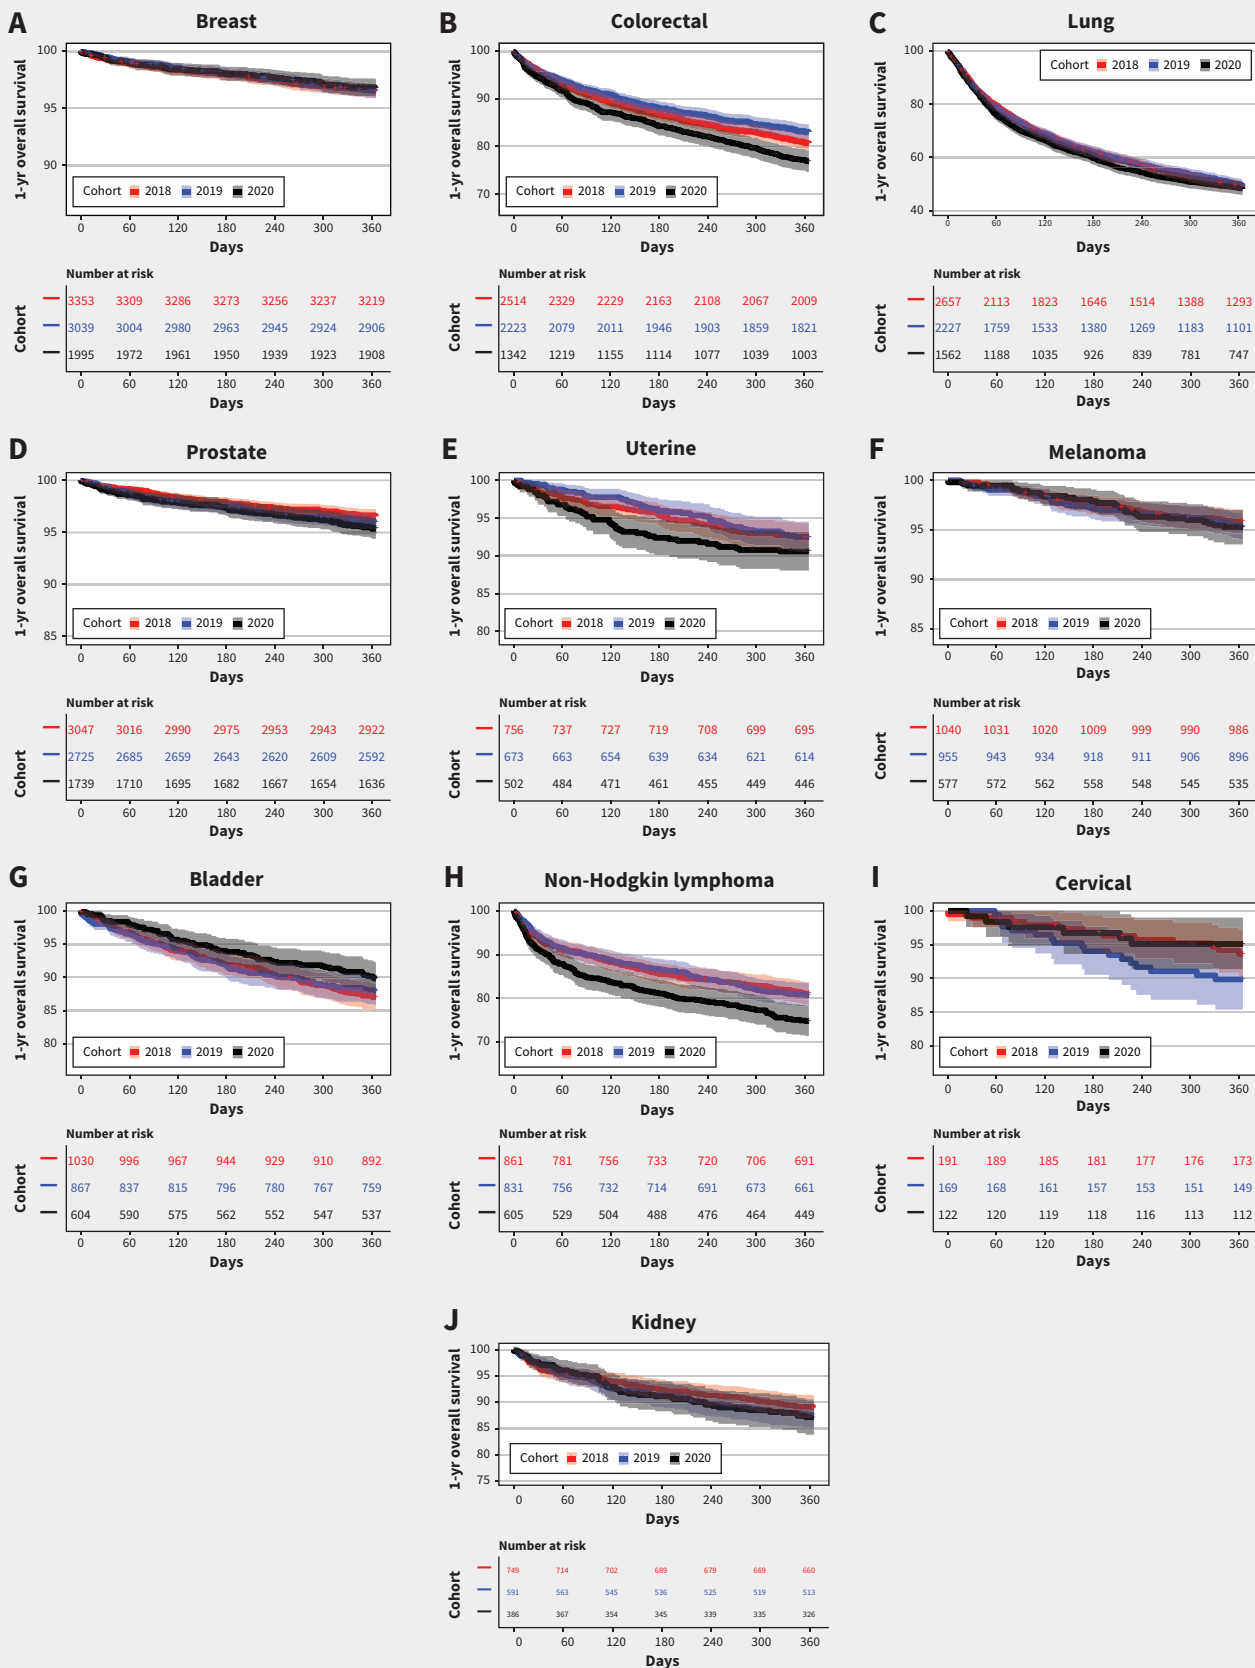 A Breast
1-yr overall survival
100
95
90
Cohort 2018 2019 2020
0 60 120 180 240 300 360
Days
Number at risk
Cohort
3353 3309 3286 3273 3256 3237 3219
3039 3004 2980 2963 2945 2924 2906
1995 1972 1961 1950 1939 1923 1908
0 60 120 180 240 300 360
Days
B Colorectal
1-yr overall survival
100
90
80
70
Cohort 2018 2019 2020
0 60 120 180 240 300 360
Days
Number at risk
Cohort
2514 2329 2229 2163 2108 2067 2009
2223 2079 2011 1946 1903 1859 1821
1342 1219 1155 1114 1077 1039 1003
0 60 120 180 240 300 360
Days
C Lung
1-yr overall survival
100
80
60
40
Cohort 2018 2019 2020
0 60 120 180 240 300 360
Days
Number at risk
Cohort
2657 2113 1823 1646 1514 1388 1293
2227 1759 1533 1380 1269 1183 1101
1562 1188 1035 926 839 781 747
0 60 120 180 240 300 360
Days
D Prostate
1-yr overall survival
100
95
90
85
Cohort 2018 2019 2020
0 60 120 180 240 300 360
Days
Number at risk
Cohort
3047 3016 2990 2975 2953 2943 2922
2725 2685 2659 2643 2620 2609 2592
1739 1710 1695 1682 1667 1654 1636
0 60 120 180 240 300 360
Days
E Uterine
1-yr overall survival
100
95
90
85
80
Cohort 2018 2019 2020
0 60 120 180 240 300 360
Days
Number at risk
Cohort
756 737 727 719 708 699 695
673 663 654 639 634 621 614
502 484 471 461 455 449 446
0 60 120 180 240 300 360
Days
F Melanoma
1-yr overall survival
100
95
90
85
Cohort 2018 2019 2020
0 60 120 180 240 300 360
Days
Number at risk
Cohort
1040 1031 1020 1009 999 990 986
955 943 934 918 911 906 896
577 572 562 558 548 545 535
0 60 120 180 240 300 360
Days
G Bladder
1-yr overall survival
100
95
90
85
80
Cohort 2018 2019 2020
0 60 120 180 240 300 360
Days
Number at risk
Cohort
1030 996 967 944 929 910 892
867 837 815 796 780 767 759
604 590 575 562 552 547 537
0 60 120 180 240 300 360
Days
H Non-Hodgkin lymphoma
1-yr overall survival
100
90
80
70
Cohort 2018 2019 2020
0 60 120 180 240 300 360
Days
Number at risk
Cohort
861 781 756 733 720 706 691
831 756 732 714 691 673 661
605 529 504 488 476 464 449
0 60 120 180 240 300 360
Days
I Cervical
1-yr overall survival
100
95
90
80
Cohort 2018 2019 2020
0 60 120 180 240 300 360
Days
Number at risk
Cohort
191 189 185 181 177 176 173
169 168 161 157 153 151 149
122 120 119 118 116 113 112
0 60 120 180 240 300 360
Days
J Kidney
1-yr overall survival
100
95
90
85
80
75
Cohort 2018 2019 2020
0 60 120 180 240 300 360
Days
Number at risk
Cohort
749 714 702 689 679 669 660
591 563 545 536 525 519 513
386 367 354 345 339 335 326
0 60 120 180 240 300 360
Days